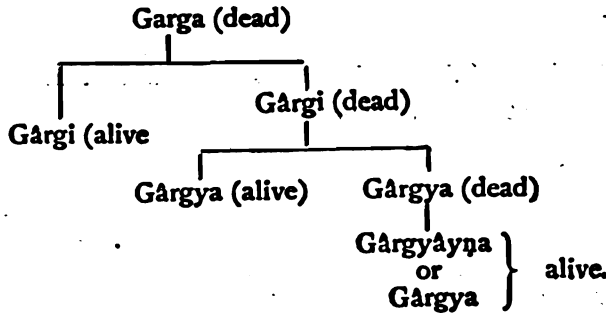 Garga (dead)
Gârgi (dead)
Gârgi (alive
Gârgya (alive) Gârgya (dead)
Gârgyâyṇa
or
Gârgya
alive.